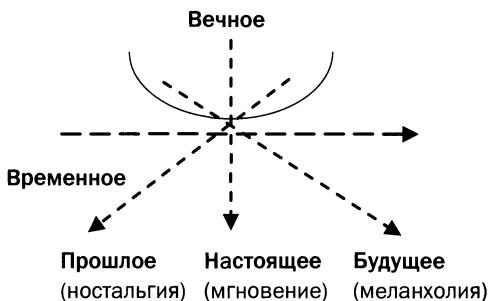 Вечное
Временное
Прошлое Настоящее Будущее
(ностальгия) (мгновение) (меланхолия)